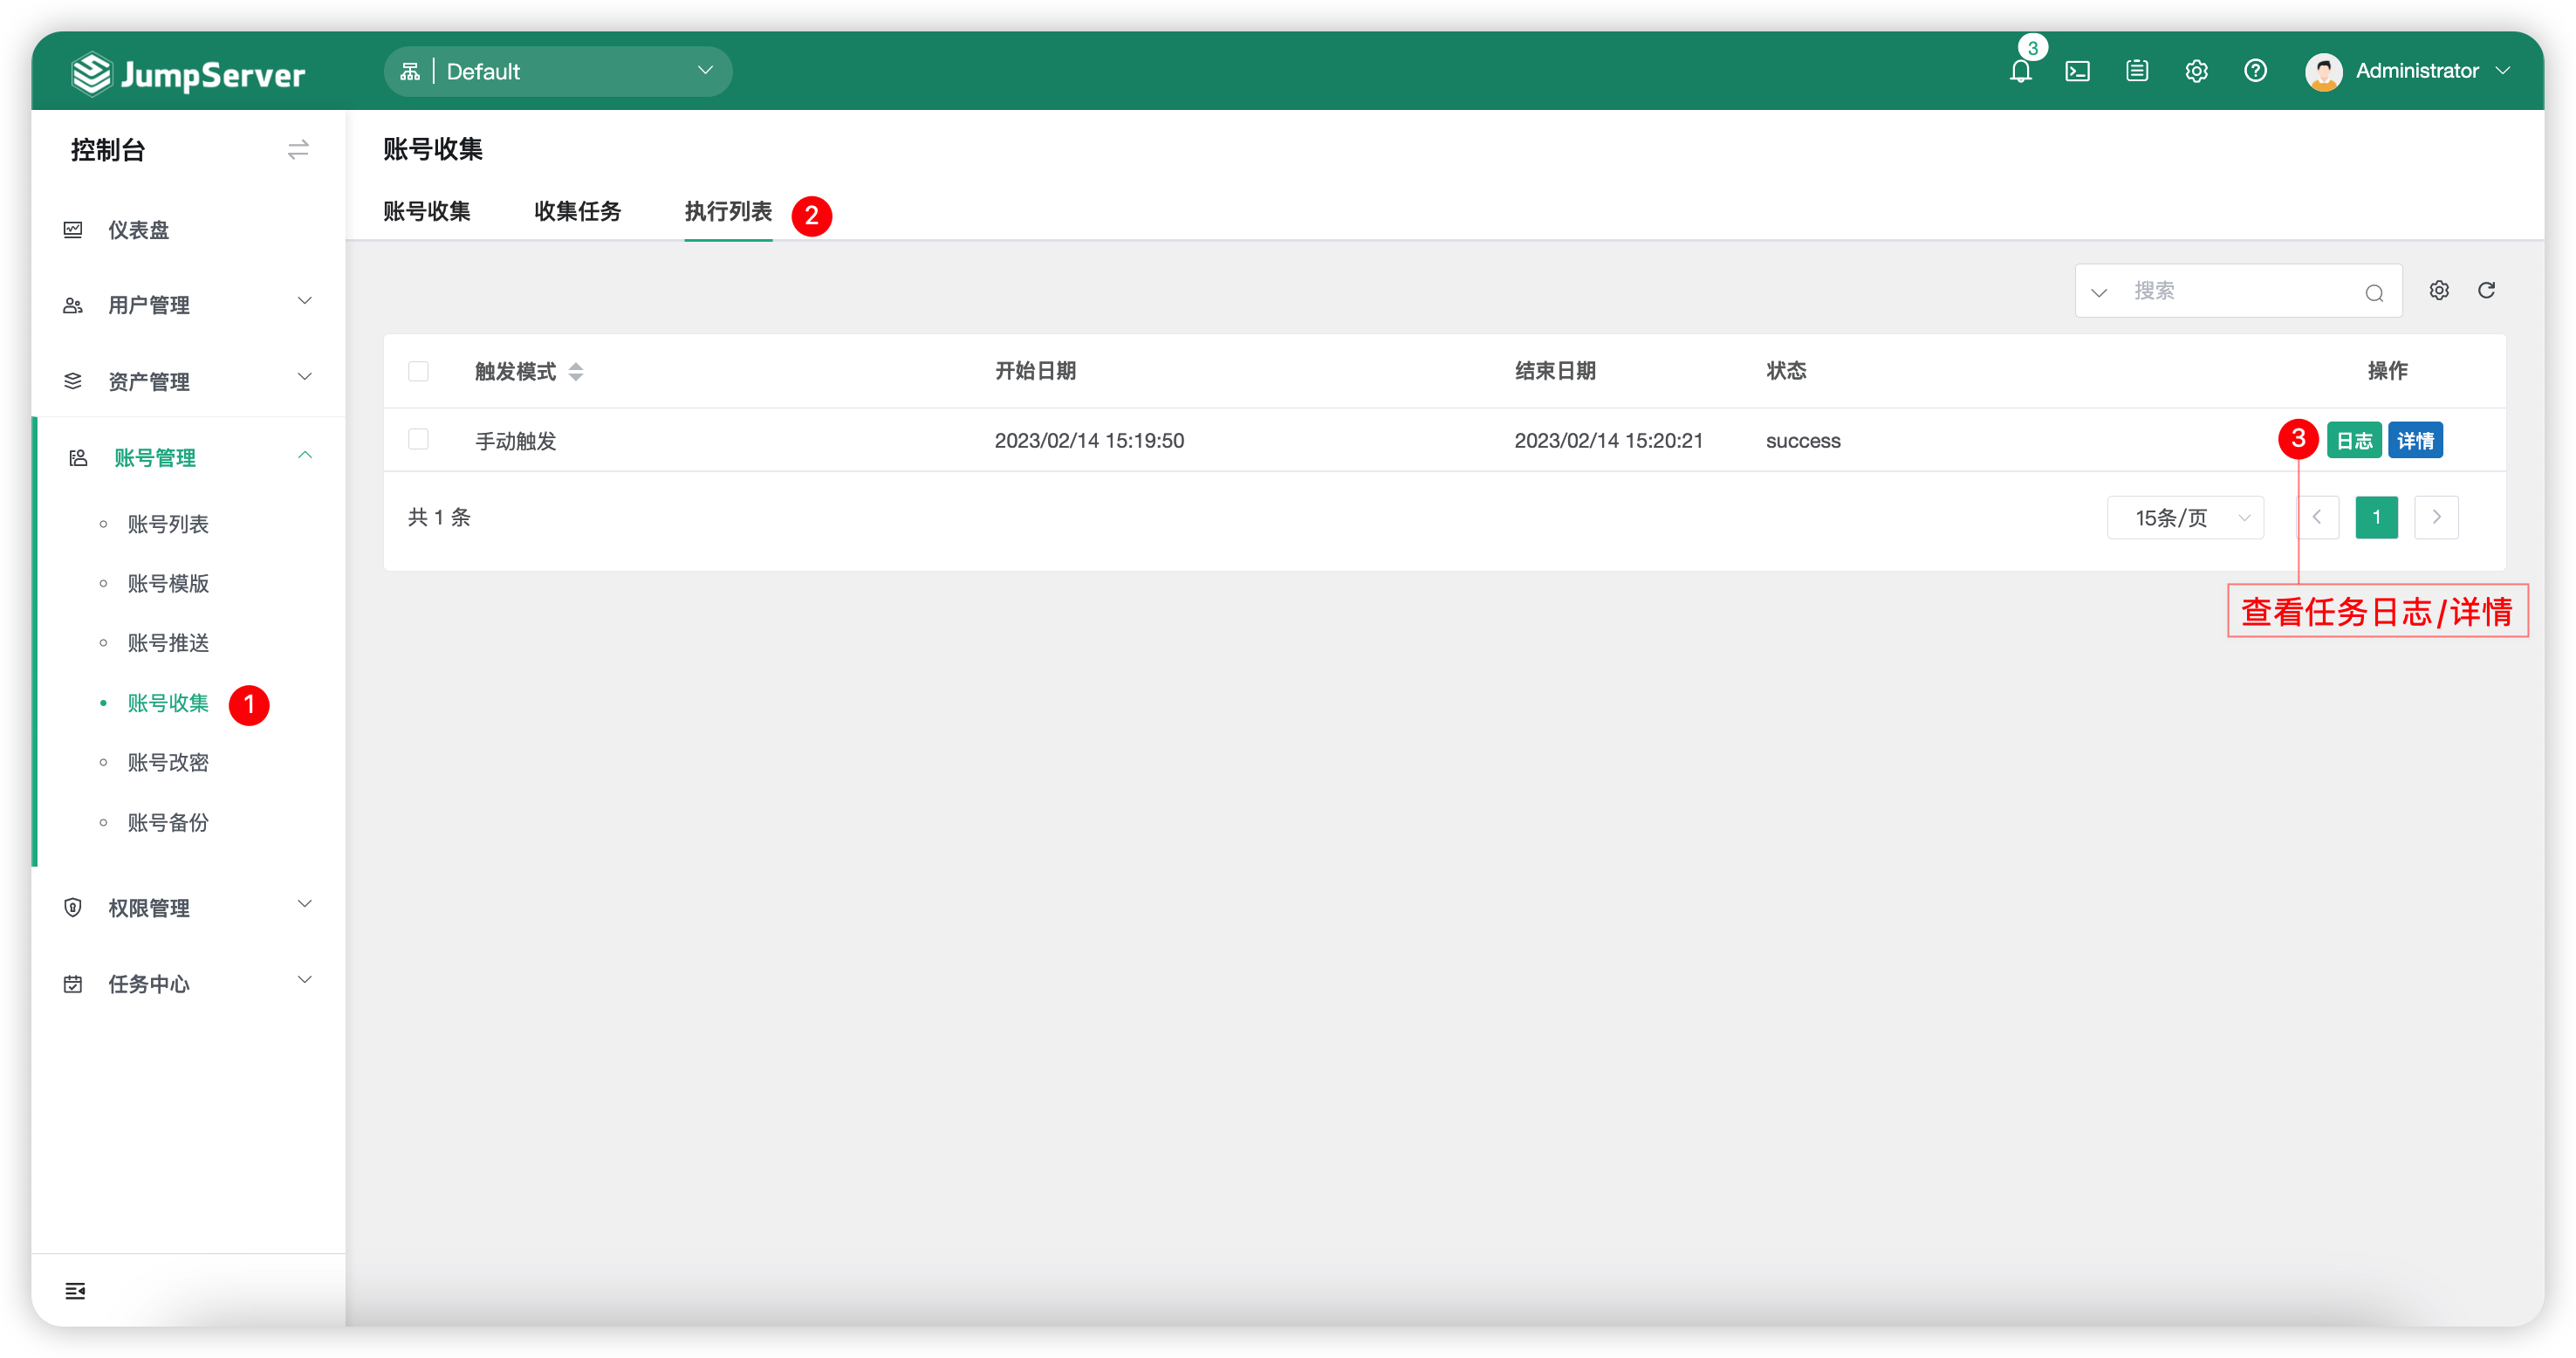 JumpServer
Default
3
Administrator
控制台
仪表盘
用户管理
资产管理
账号管理
账号列表
账号模版
账号推送
账号收集 1
账号改密
账号备份
权限管理
任务中心
账号收集
账号收集 收集任务 执行列表 2
搜索
触发模式 开始日期 结束日期 状态 操作
手动触发 2023/02/14 15:19:50 2023/02/14 15:20:21 success 3 日志 详情
共 1 条 15条/页 1
查看任务日志/详情